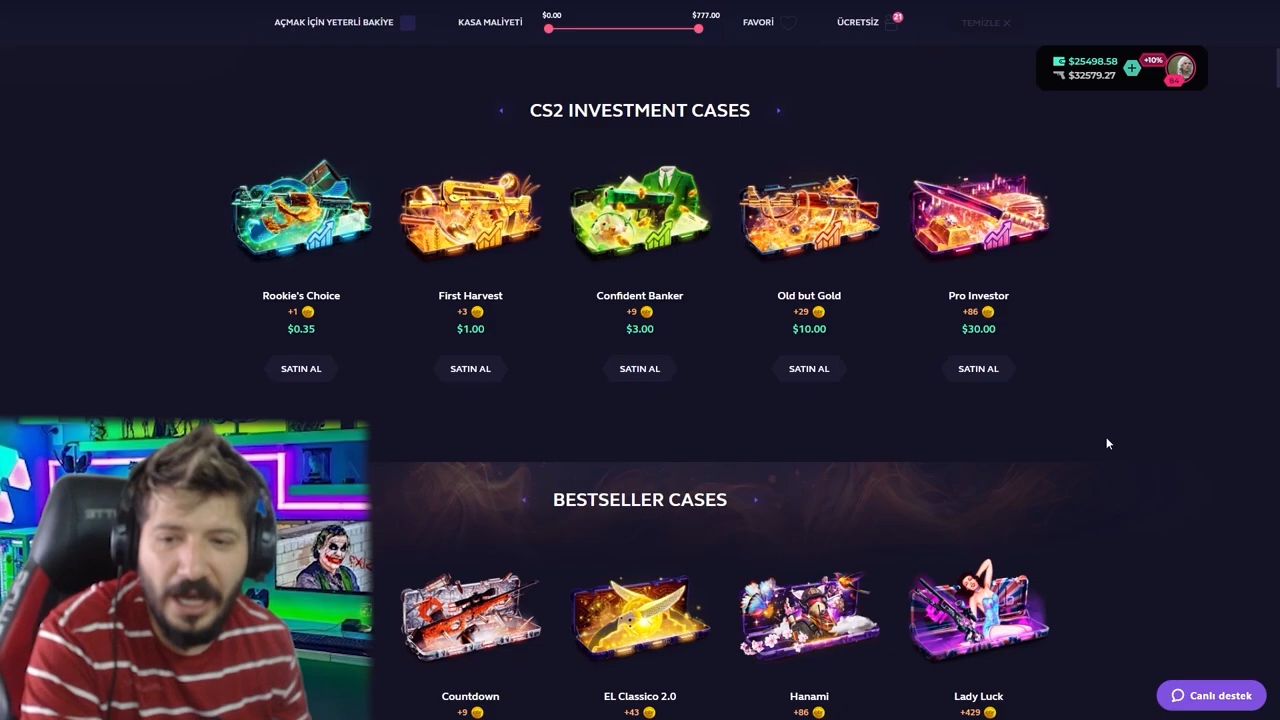 AÇMAK İÇİN YETERLİ BAKİYE
KASA MALİYETİ
$0.00
$777.00
FAVORİ
ÜCRETSİZ
21
TEMİZLE ×
$25498.58
$32579.27
+10%
CS2 INVESTMENT CASES
Rookie's Choice
First Harvest
Confident Banker
Old but Gold
Pro Investor
+1
+3
+9
+29
+86
$0.35
$1.00
$3.00
$10.00
$30.00
SATIN AL
SATIN AL
SATIN AL
SATIN AL
SATIN AL
BESTSELLER CASES
Countdown
EL Classico 2.0
Hanami
Lady Luck
+9
+43
+86
+429
Canlı destek